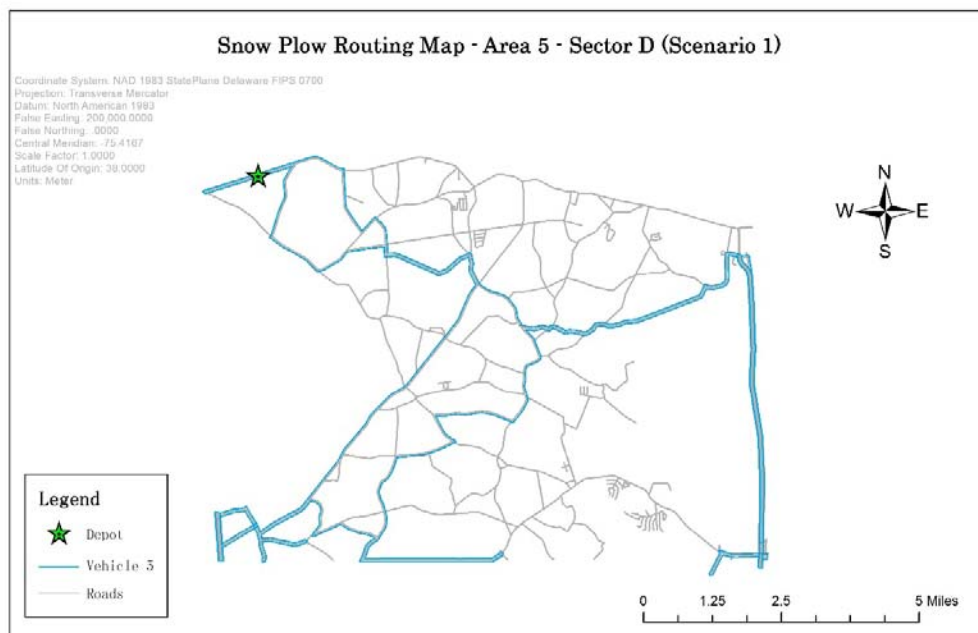 Snow Plow Routing Map - Area 5 - Sector D (Scenario 1)
Coordinate System: NAD 1983 StatePlane Delaware FIPS 0700
Projection: Transverse Mercator
Datum: North American 1983
False Easting: 200,000.0000
False Northing: .0000
Central Meridian: -75.4167
Scale Factor: 1.0000
Latitude Of Origin: 38.0000
Units: Meter
N
W E
S
Legend
Depot
Vehicle 3
Roads
0 1.25 2.5 5 Miles